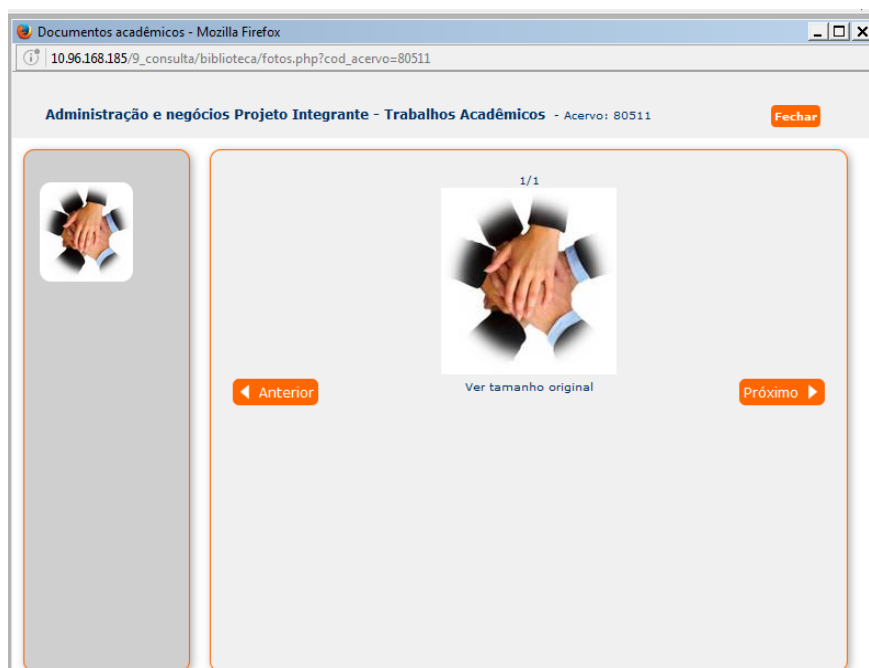 Documentos acadêmicos - Mozilla Firefox
10.96.168.185/9_consulta/biblioteca/fotos.php?cod_acervo=80511
Administração e negócios Projeto Integrante - Trabalhos Acadêmicos - Acervo: 80511
Fechar
1/1
Ver tamanho original
Anterior
Próximo